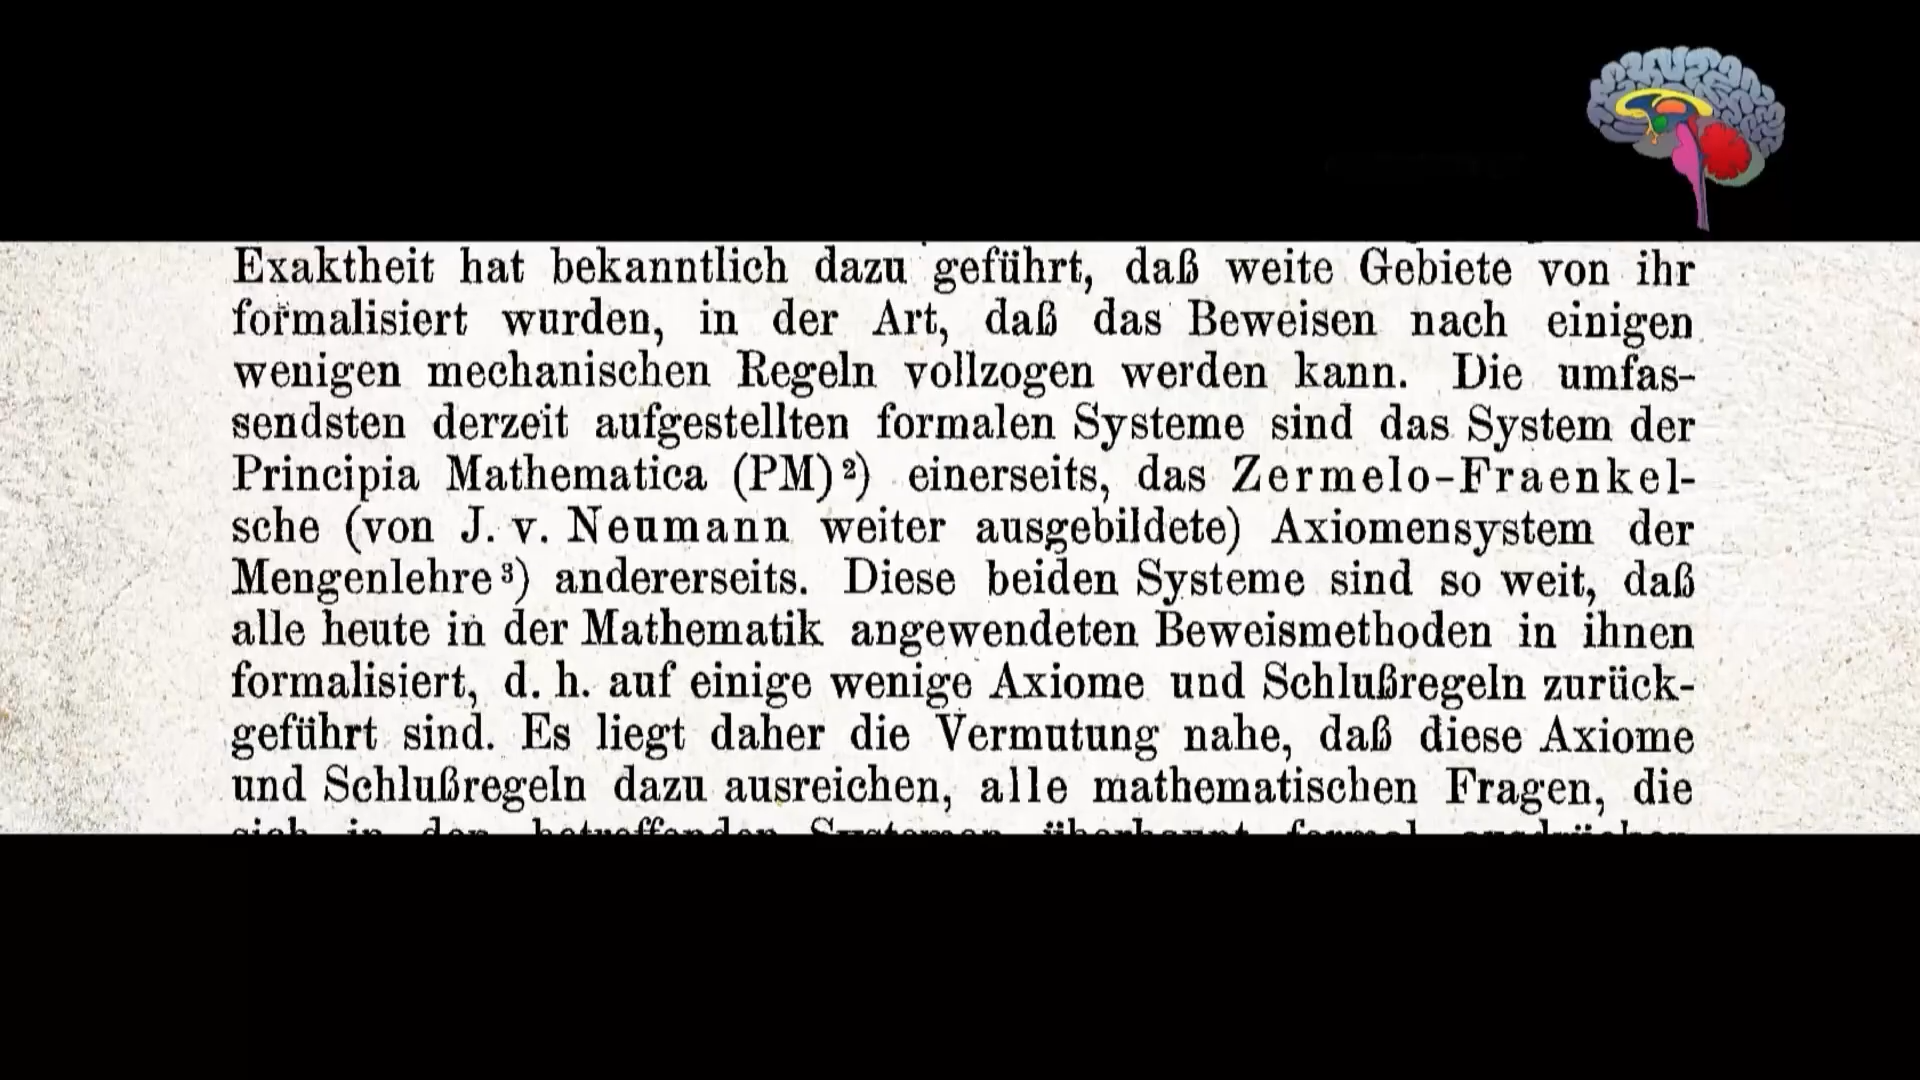 Exaktheit hat bekanntlich dazu geführt, daß weite Gebiete von ihr
formalisiert wurden, in der Art, daß das Beweisen nach einigen
wenigen mechanischen Regeln vollzogen werden kann. Die umfas-
sendsten derzeit aufgestellten formalen Systeme sind das System der
Principia Mathematica (PM)²) einerseits, das Zermelo-Fraenkel-
sche (von J. v. Neumann weiter ausgebildete) Axiomensystem der
Mengenlehre³) andererseits. Diese beiden Systeme sind so weit, daß
alle heute in der Mathematik angewendeten Beweismethoden in ihnen
formalisiert, d. h. auf einige wenige Axiome und Schlußregeln zurück-
geführt sind. Es liegt daher die Vermutung nahe, daß diese Axiome
und Schlußregeln dazu ausreichen, alle mathematischen Fragen, die